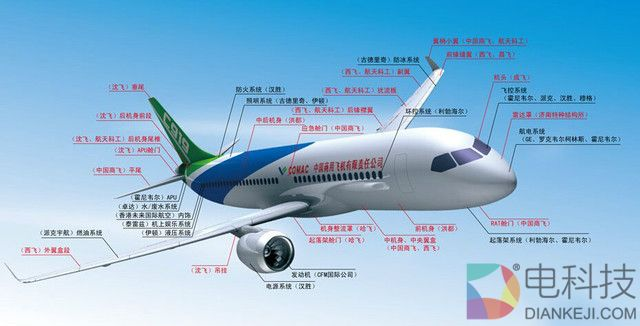 翼梢小翼（中国商飞、航天科工）
（古德里奇）防冰系统
前缘缝翼（西飞、昌飞）
（西飞、航天科工）副翼
机头（成飞）
（沈飞）垂尾
防火系统（汉胜）
（西飞、航天科工）扰流板
飞控系统
（霍尼韦尔、派克、汉胜、穆格）
照明系统（古德里奇、伊顿）
（西飞、航天科工）后缘襟翼
环控系统（利勃海尔）
雷达罩（济南特种结构所）
（沈飞）后机身前段
中后机身（洪都）
应急舱门（中国商飞）
航电系统
（GE、罗克韦尔柯林斯、霍尼韦尔）
（沈飞、航天科工）后机身尾椎
（沈飞）APU舱门
C919
COMAC 中国商用飞机有限责任公司
（中国商飞）平尾
（霍尼韦尔）APU
（卓达）水/废水系统
（香港未来国际航空）内饰
（泰雷兹）机上娱乐系统
（伊顿）液压系统
（派克宇航）燃油系统
（西飞）外翼盒段
机身整流罩（哈飞）
起落架舱门（哈飞）
前机身（洪都）
中机身、中央翼盒
（中国商飞、西飞）
RAT舱门（中国商飞）
起落架系统（利勃海尔、霍尼韦尔）
（沈飞）吊挂
发动机（CFM国际公司）
电源系统（汉胜）
电科技
DIANKEJI.COM